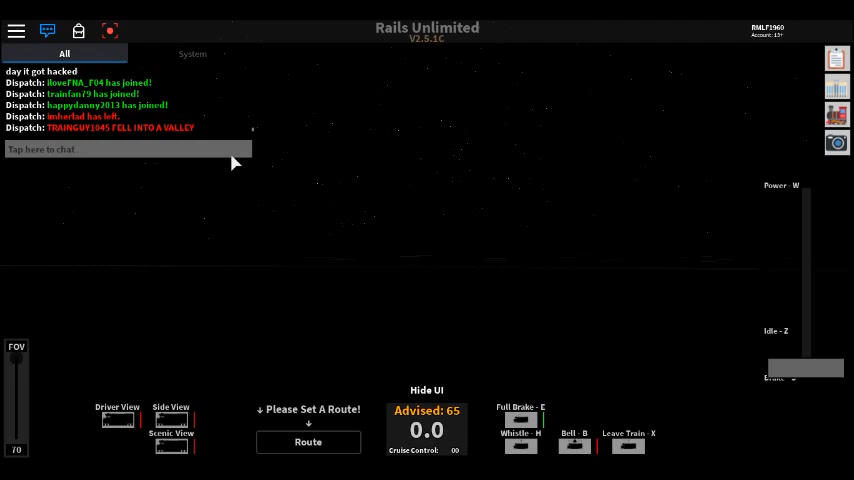 Rails Unlimited
V2.5.1C
RMLF1960
Account: 13+
All
System
day it got hacked
Dispatch: iloveFNA_F04 has joined!
Dispatch: trainfan79 has joined!
Dispatch: happydanny2013 has joined!
Dispatch: imherlad has left.
Dispatch: TRAINGUY1045 FELL INTO A VALLEY
Tap here to chat
Power - W
Idle - Z
FOV
70
Hide UI
Driver View
Side View
Scenic View
↓ Please Set A Route! ↓
Route
Advised: 65
0.0
Cruise Control: 00
Full Brake - E
Whistle - H
Bell - B
Leave Train - X